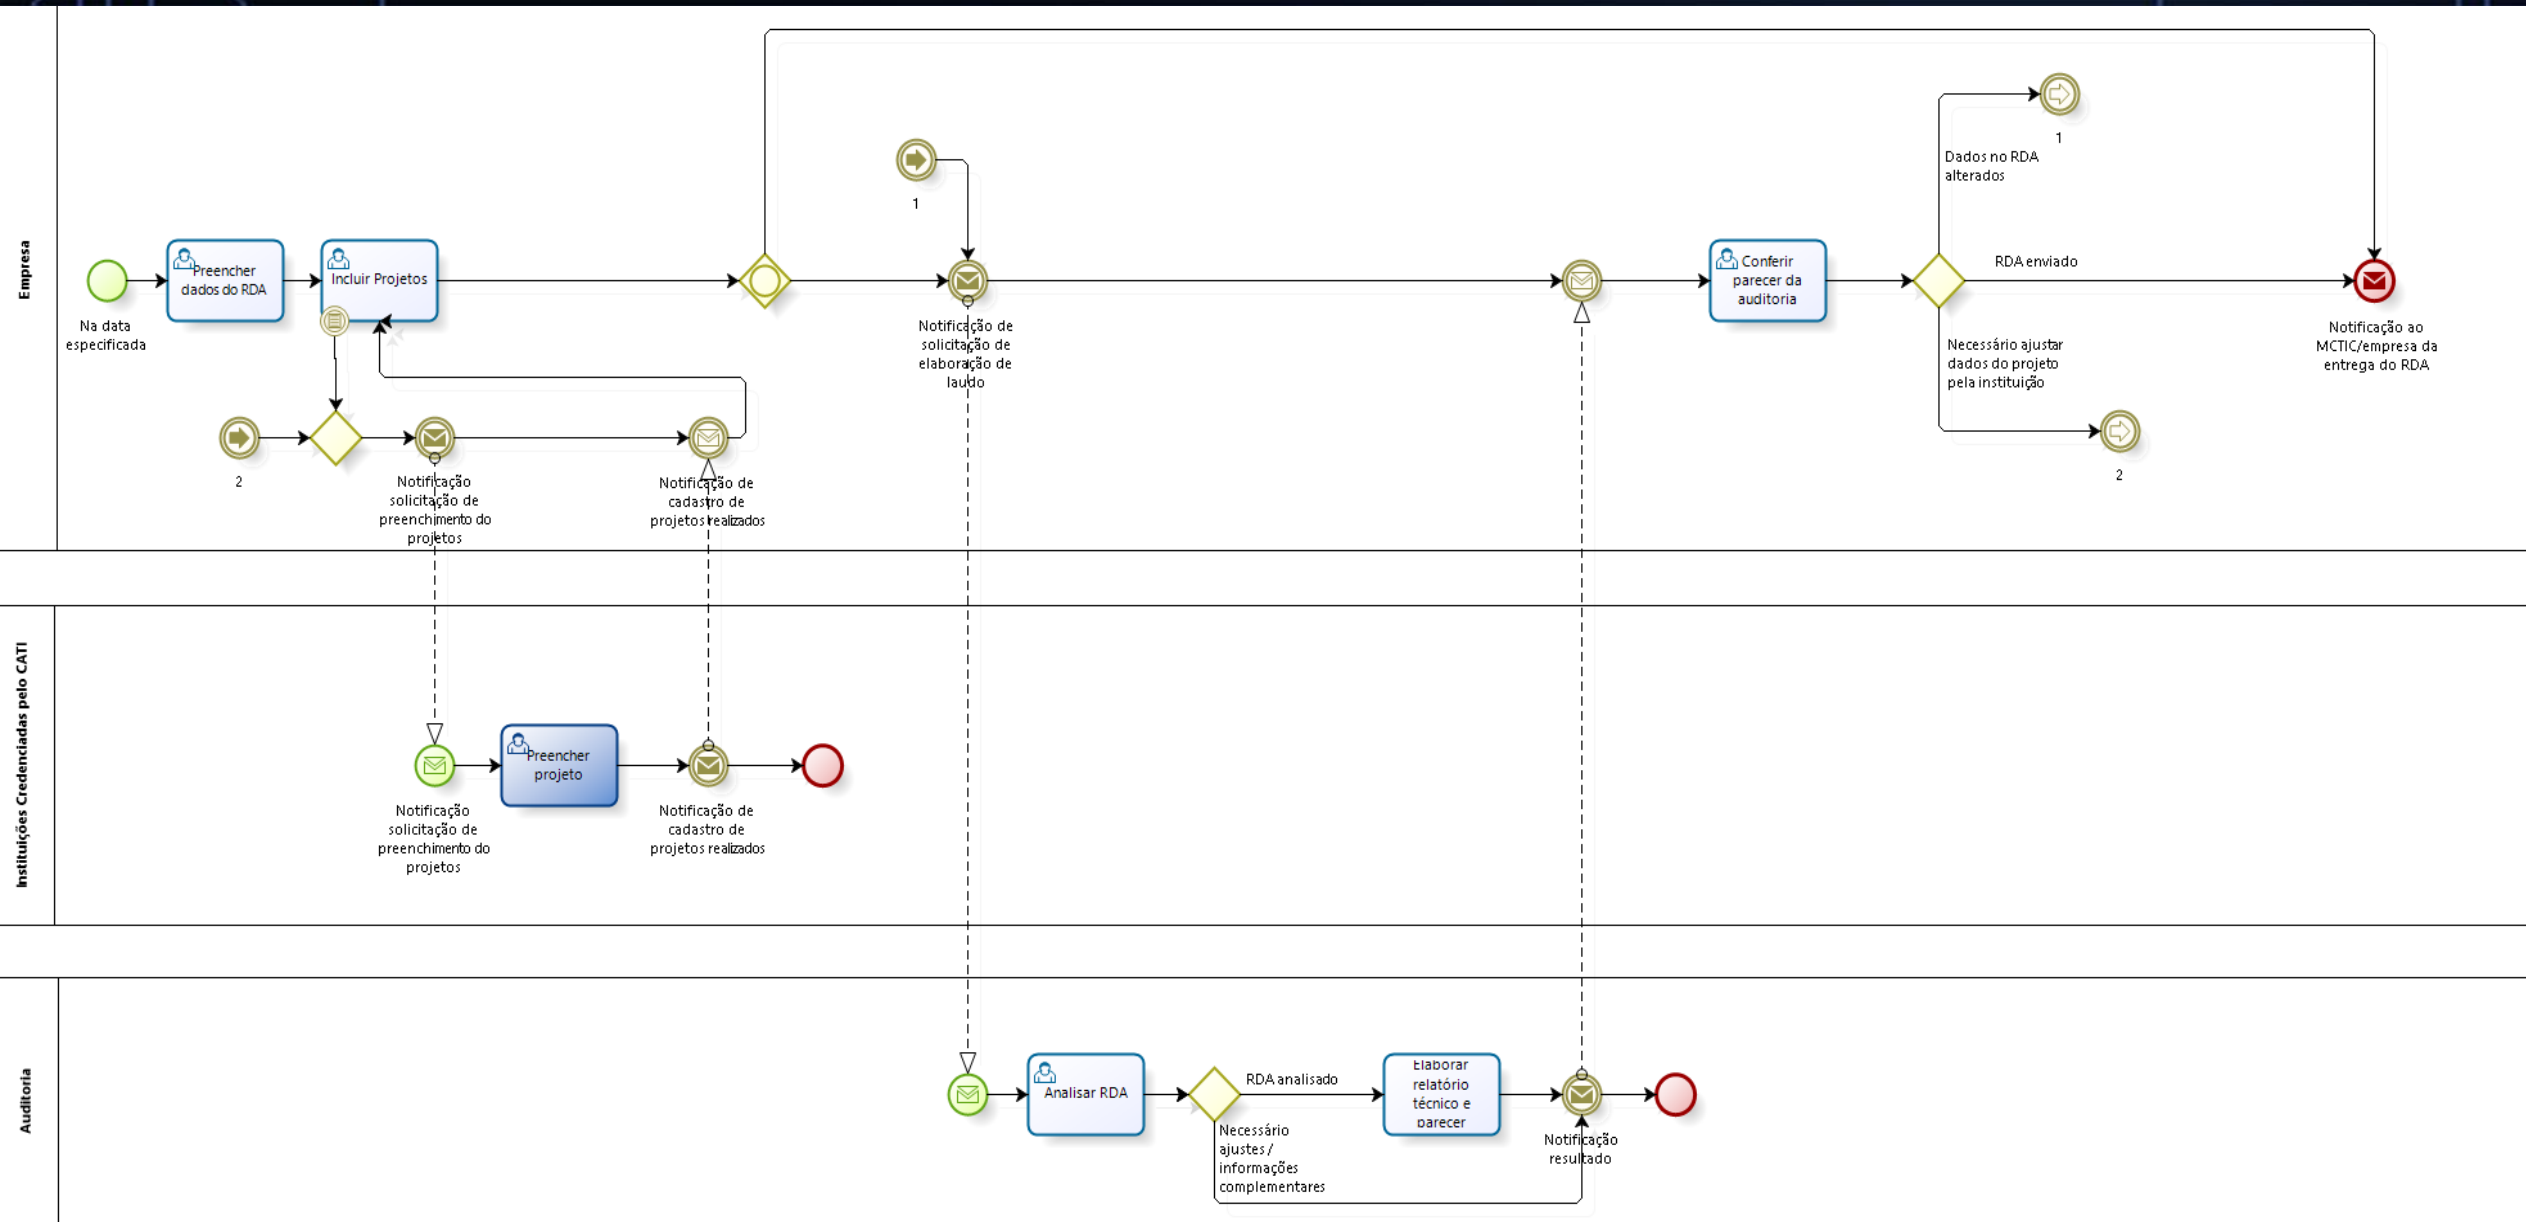 Empresa
Na data
especificada
Preencher
dados do RDA
Incluir Projetos
2
Notificação
solicitação de
preenchimento do
projetos
Notificação de
cadastro de
projetos realizados
1
Notificação de
solicitação de
elaboração de
laudo
Conferir
parecer da
auditoria
Dados no RDA
alterados
1
RDA enviado
Necessário ajustar
dados do projeto
pela instituição
2
Notificação ao
MCTIC/empresa da
entrega do RDA
Instituições Credenciadas pelo CATI
Notificação
solicitação de
preenchimento do
projetos
Preencher
projeto
Notificação de
cadastro de
projetos realizados
Auditoria
Analisar RDA
RDA analisado
Necessário
ajustes /
informações
complementares
Elaborar
relatório
técnico e
parecer
Notificação
resultado